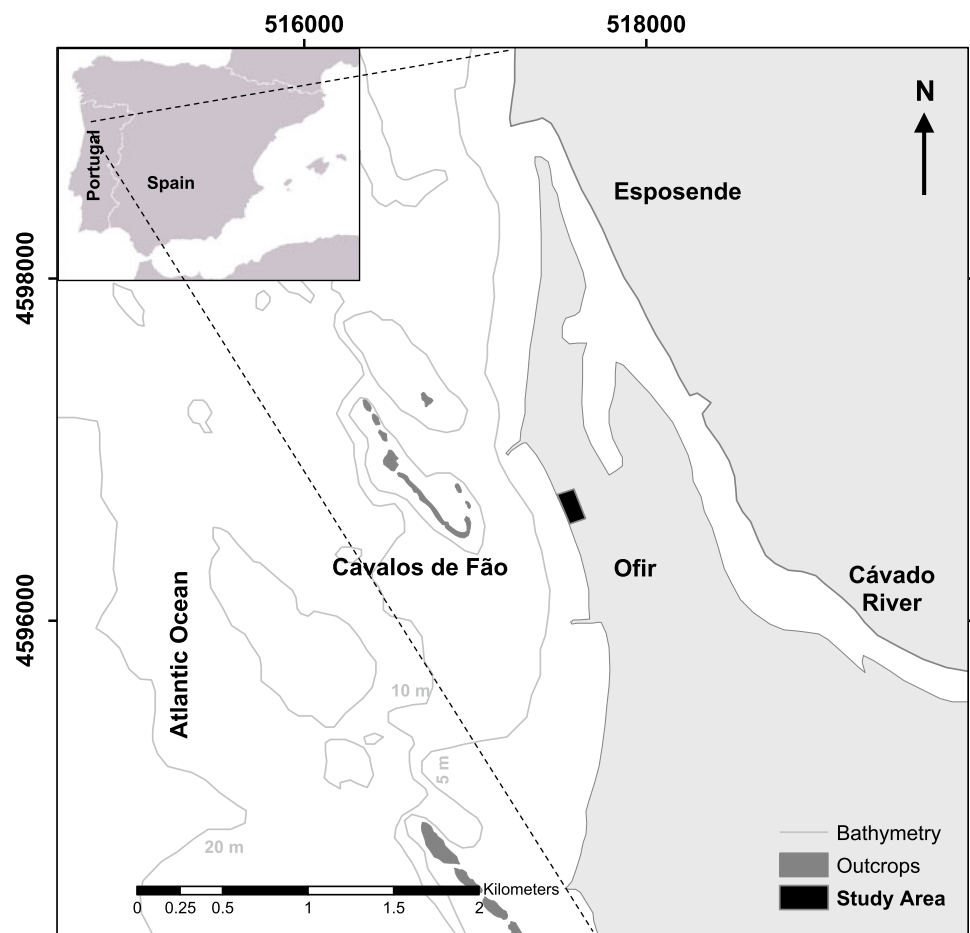 516000
518000
N
Portugal
Spain
Esposende
4598000
Cavalos de Fão
Ofir
Cávado
River
4596000
Atlantic Ocean
10 m
5 m
20 m
Bathymetry
Outcrops
Study Area
Kilometers
0 0.25 0.5 1 1.5 2